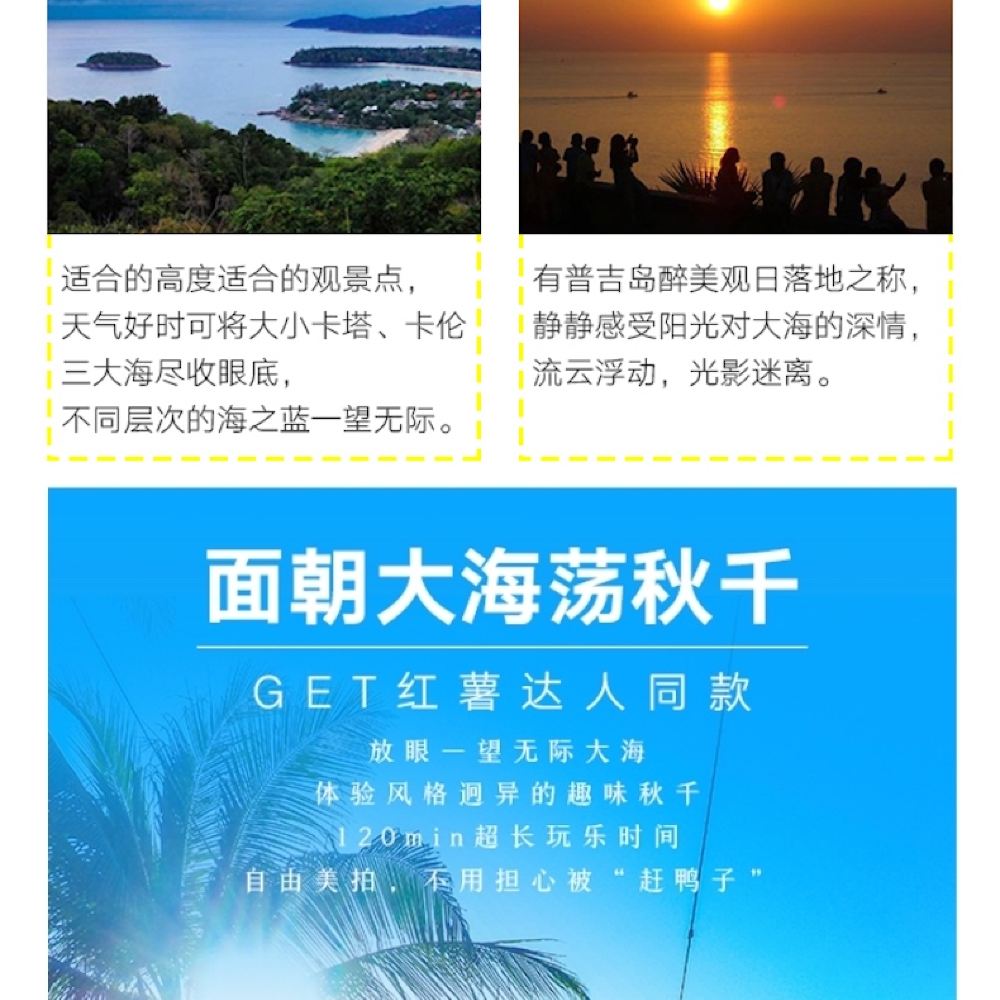 适合的高度适合的观景点，
天气好时可将大小卡塔、卡伦
三大海尽收眼底，
不同层次的海之蓝一望无际。
有普吉岛醉美观日落地之称，
静静感受阳光对大海的深情，
流云浮动，光影迷离。
面朝大海荡秋千
GET红薯达人同款
放眼一望无际大海
体验风格迥异的趣味秋千
120min超长玩乐时间
自由美拍，不用担心被“赶鸭子”